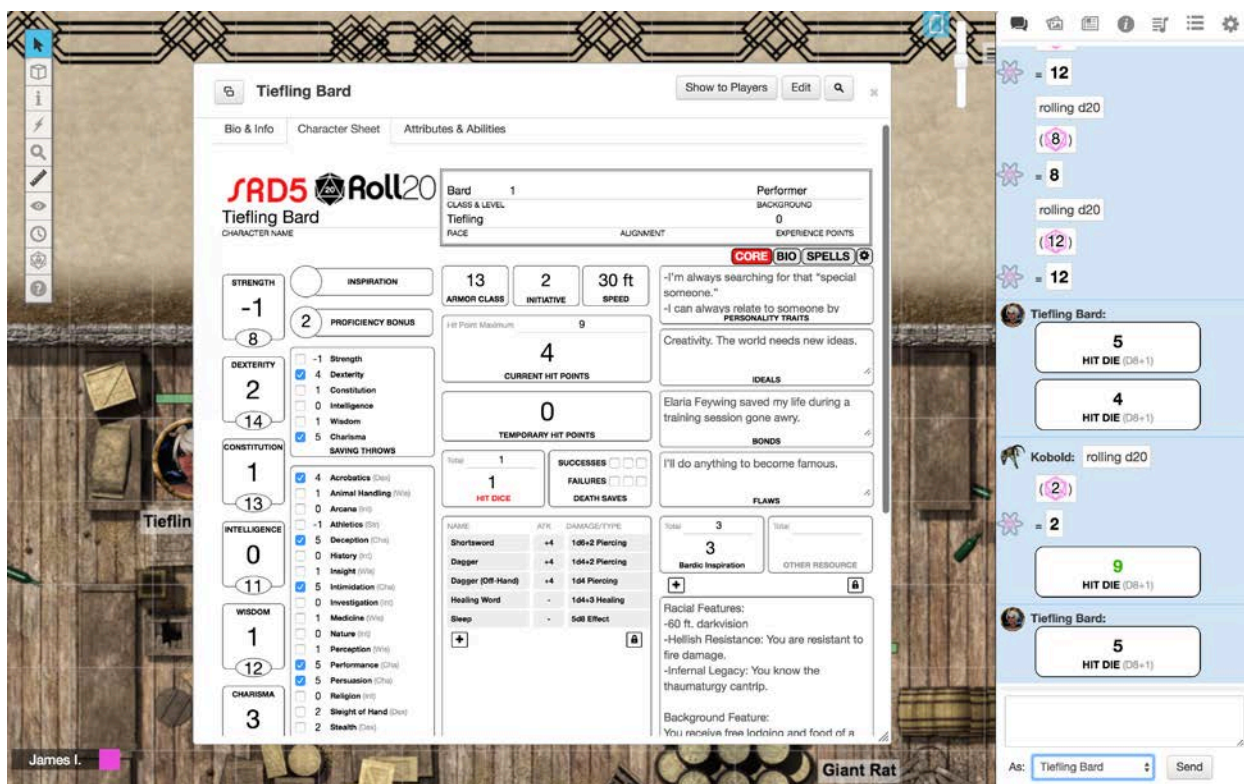 Tiefling Bard
Show to Players
Edit
Bio & Info
Character Sheet
Attributes & Abilities
SRD5 20 Roll20
Tiefling Bard
CHARACTER NAME
Bard 1 Performer
CLASS & LEVEL BACKGROUND
Tiefling 0
RACE ALIGNMENT EXPERIENCE POINTS
CORE BIO SPELLS
STRENGTH
-1
8
DEXTERITY
2
14
CONSTITUTION
1
13
INTELLIGENCE
0
11
WISDOM
1
12
CHARISMA
3
INSPIRATION
2 PROFICIENCY BONUS
-1 Strength
4 Dexterity
1 Constitution
0 Intelligence
1 Wisdom
5 Charisma
SAVING THROWS
4 Acrobatics (Dex)
1 Animal Handling (Wis)
0 Arcana (Int)
-1 Athletics (Str)
5 Deception (Cha)
0 History (Int)
1 Insight (Wis)
5 Intimidation (Cha)
0 Investigation (Int)
1 Medicine (Wis)
0 Nature (Int)
1 Perception (Wis)
5 Performance (Cha)
5 Persuasion (Cha)
0 Religion (Int)
2 Sleight of Hand (Dex)
2 Stealth (Dex)
13
ARMOR CLASS
2
INITIATIVE
30 ft
SPEED
Hit Point Maximum 9
4
CURRENT HIT POINTS
0
TEMPORARY HIT POINTS
Total 1
1
HIT DICE
SUCCESSES
FAILURES
DEATH SAVES
NAME ATK DAMAGE/TYPE
Shortsword +4 1d6+2 Piercing
Dagger +4 1d4+2 Piercing
Dagger (Off-Hand) +4 1d4 Piercing
Healing Word - 1d4+3 Healing
Sleep - 5d8 Effect
-I'm always searching for that "special
someone."
-I can always relate to someone by
PERSONALITY TRAITS
Creativity. The world needs new ideas.
IDEALS
Elaria Feywing saved my life during a
training session gone awry.
BONDS
I'll do anything to become famous.
FLAWS
Total 3
3
Bardic Inspiration
Total
OTHER RESOURCE
Racial Features:
-60 ft. darkvision
-Hellish Resistance: You are resistant to
fire damage.
-Infernal Legacy: You know the
thaumaturgy cantrip.
Background Feature:
You receive free lodging and food of a
Tieflin
James I.
Giant Rat
= 12
rolling d20
(8)
= 8
rolling d20
(12)
= 12
Tiefling Bard:
5
HIT DIE (D8+1)
4
HIT DIE (D8+1)
Kobold: rolling d20
(2)
= 2
9
HIT DIE (D8+1)
Tiefling Bard:
5
HIT DIE (D8+1)
As: Tiefling Bard Send